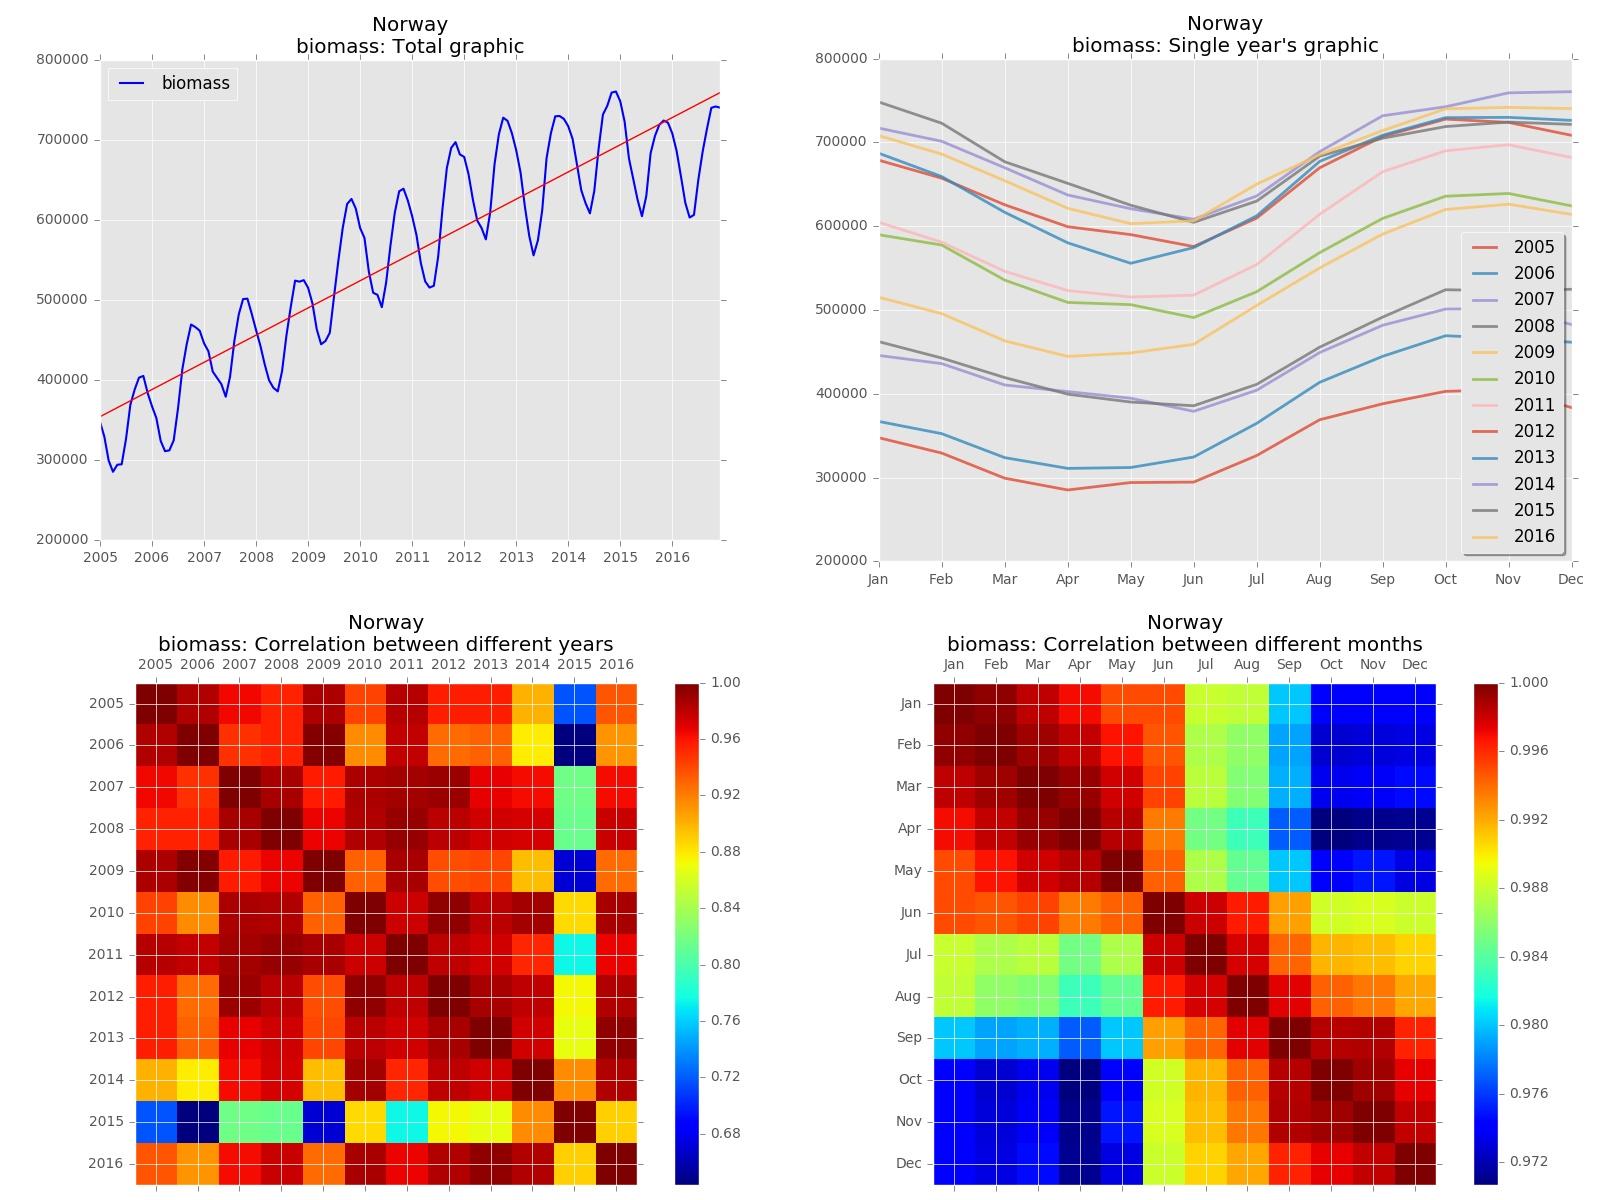 Norway
biomass: Total graphic
800000
700000
600000
500000
400000
300000
200000
biomass
2005 2006 2007 2008 2009 2010 2011 2012 2013 2014 2015 2016
Norway
biomass: Single year's graphic
800000
700000
600000
500000
400000
300000
200000
2005
2006
2007
2008
2009
2010
2011
2012
2013
2014
2015
2016
Jan Feb Mar Apr May Jun Jul Aug Sep Oct Nov Dec
Norway
biomass: Correlation between different years
2005 2006 2007 2008 2009 2010 2011 2012 2013 2014 2015 2016
2005
2006
2007
2008
2009
2010
2011
2012
2013
2014
2015
2016
1.00
0.96
0.92
0.88
0.84
0.80
0.76
0.72
0.68
Norway
biomass: Correlation between different months
Jan Feb Mar Apr May Jun Jul Aug Sep Oct Nov Dec
Jan
Feb
Mar
Apr
May
Jun
Jul
Aug
Sep
Oct
Nov
Dec
1.000
0.996
0.992
0.988
0.984
0.980
0.976
0.972